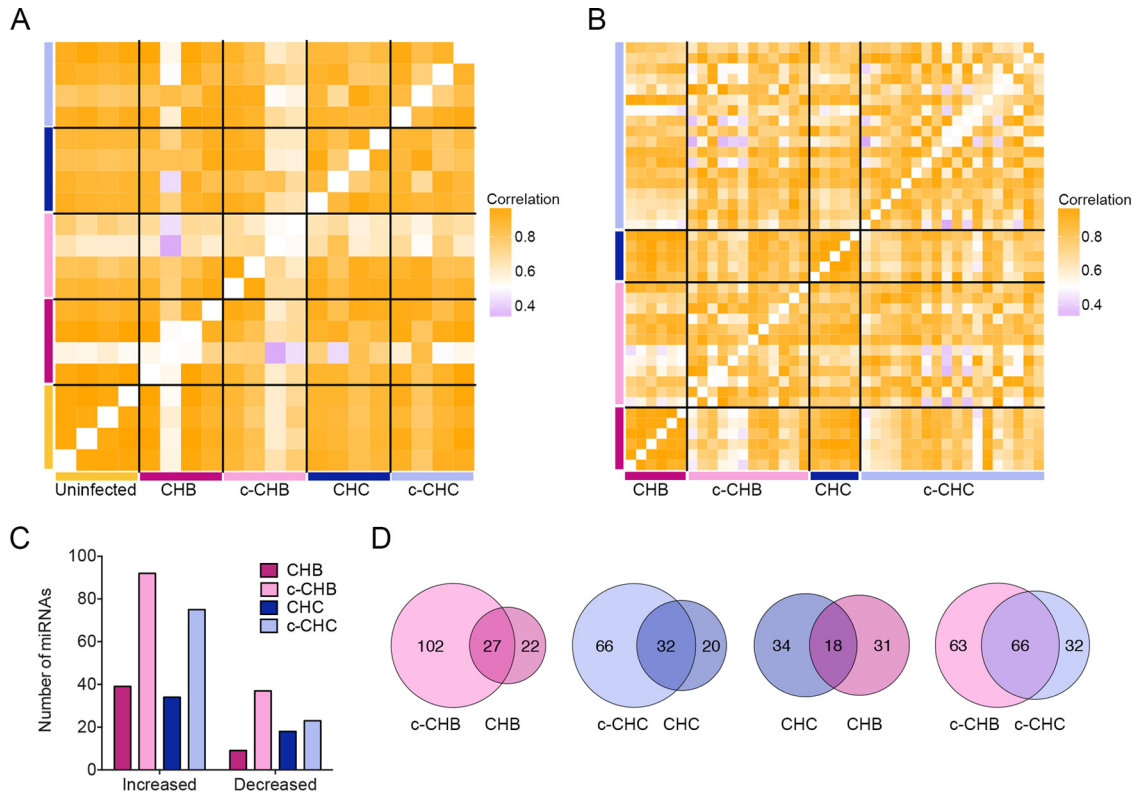 A
B
Correlation
0.8
0.6
0.4
Correlation
0.8
0.6
0.4
Uninfected CHB c-CHB CHC c-CHC
CHB c-CHB CHC c-CHC
C
D
Number of miRNAs
100
80
60
40
20
0
CHB
c-CHB
CHC
c-CHC
Increased Decreased
102 27 22
c-CHB CHB
66 32 20
c-CHC CHC
34 18 31
CHC CHB
63 66 32
c-CHB c-CHC